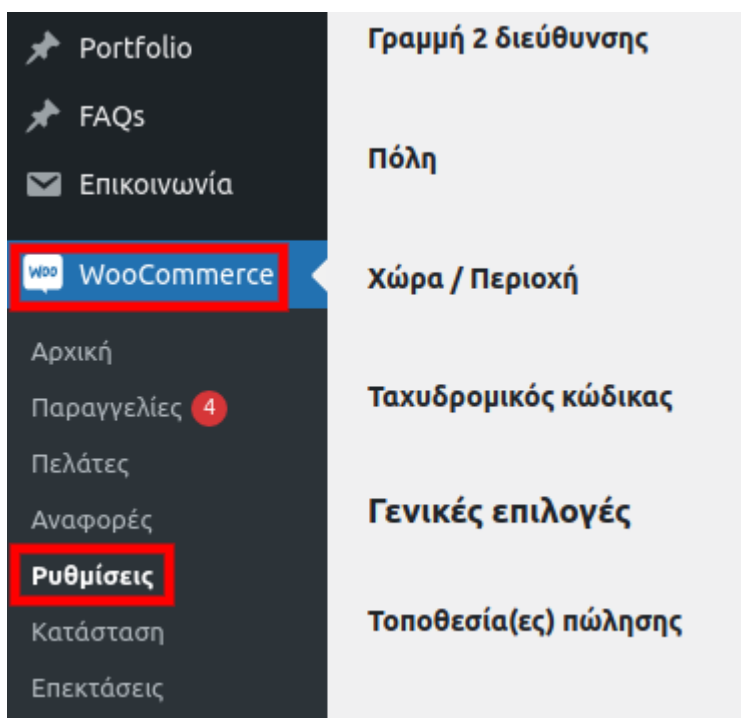 Portfolio
FAQs
Επικοινωνία
Woo WooCommerce
Αρχική
Παραγγελίες 4
Πελάτες
Αναφορές
Ρυθμίσεις
Κατάσταση
Επεκτάσεις
Γραμμή 2 διεύθυνσης
Πόλη
Χώρα / Περιοχή
Ταχυδρομικός κώδικας
Γενικές επιλογές
Τοποθεσία(ες) πώλησης